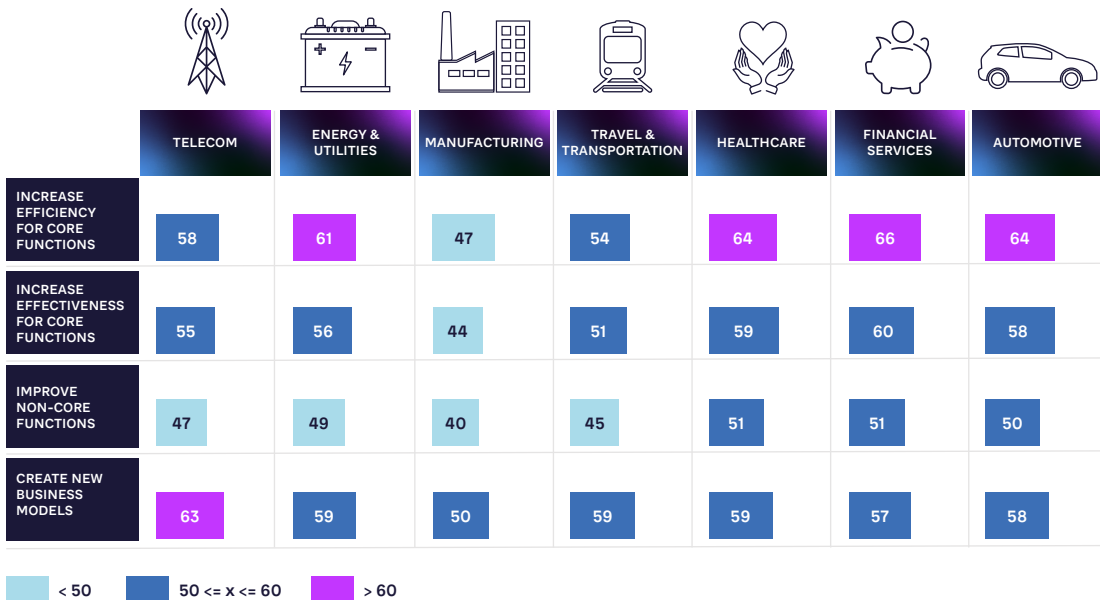 TELECOM
ENERGY &
UTILITIES
MANUFACTURING
TRAVEL &
TRANSPORTATION
HEALTHCARE
FINANCIAL
SERVICES
AUTOMOTIVE
INCREASE
EFFICIENCY
FOR CORE
FUNCTIONS
58 61 47 54 64 66 64
INCREASE
EFFECTIVENESS
FOR CORE
FUNCTIONS
55 56 44 51 59 60 58
IMPROVE
NON-CORE
FUNCTIONS
47 49 40 45 51 51 50
CREATE NEW
BUSINESS
MODELS
63 59 50 59 59 57 58
< 50 50 <= x <= 60 > 60